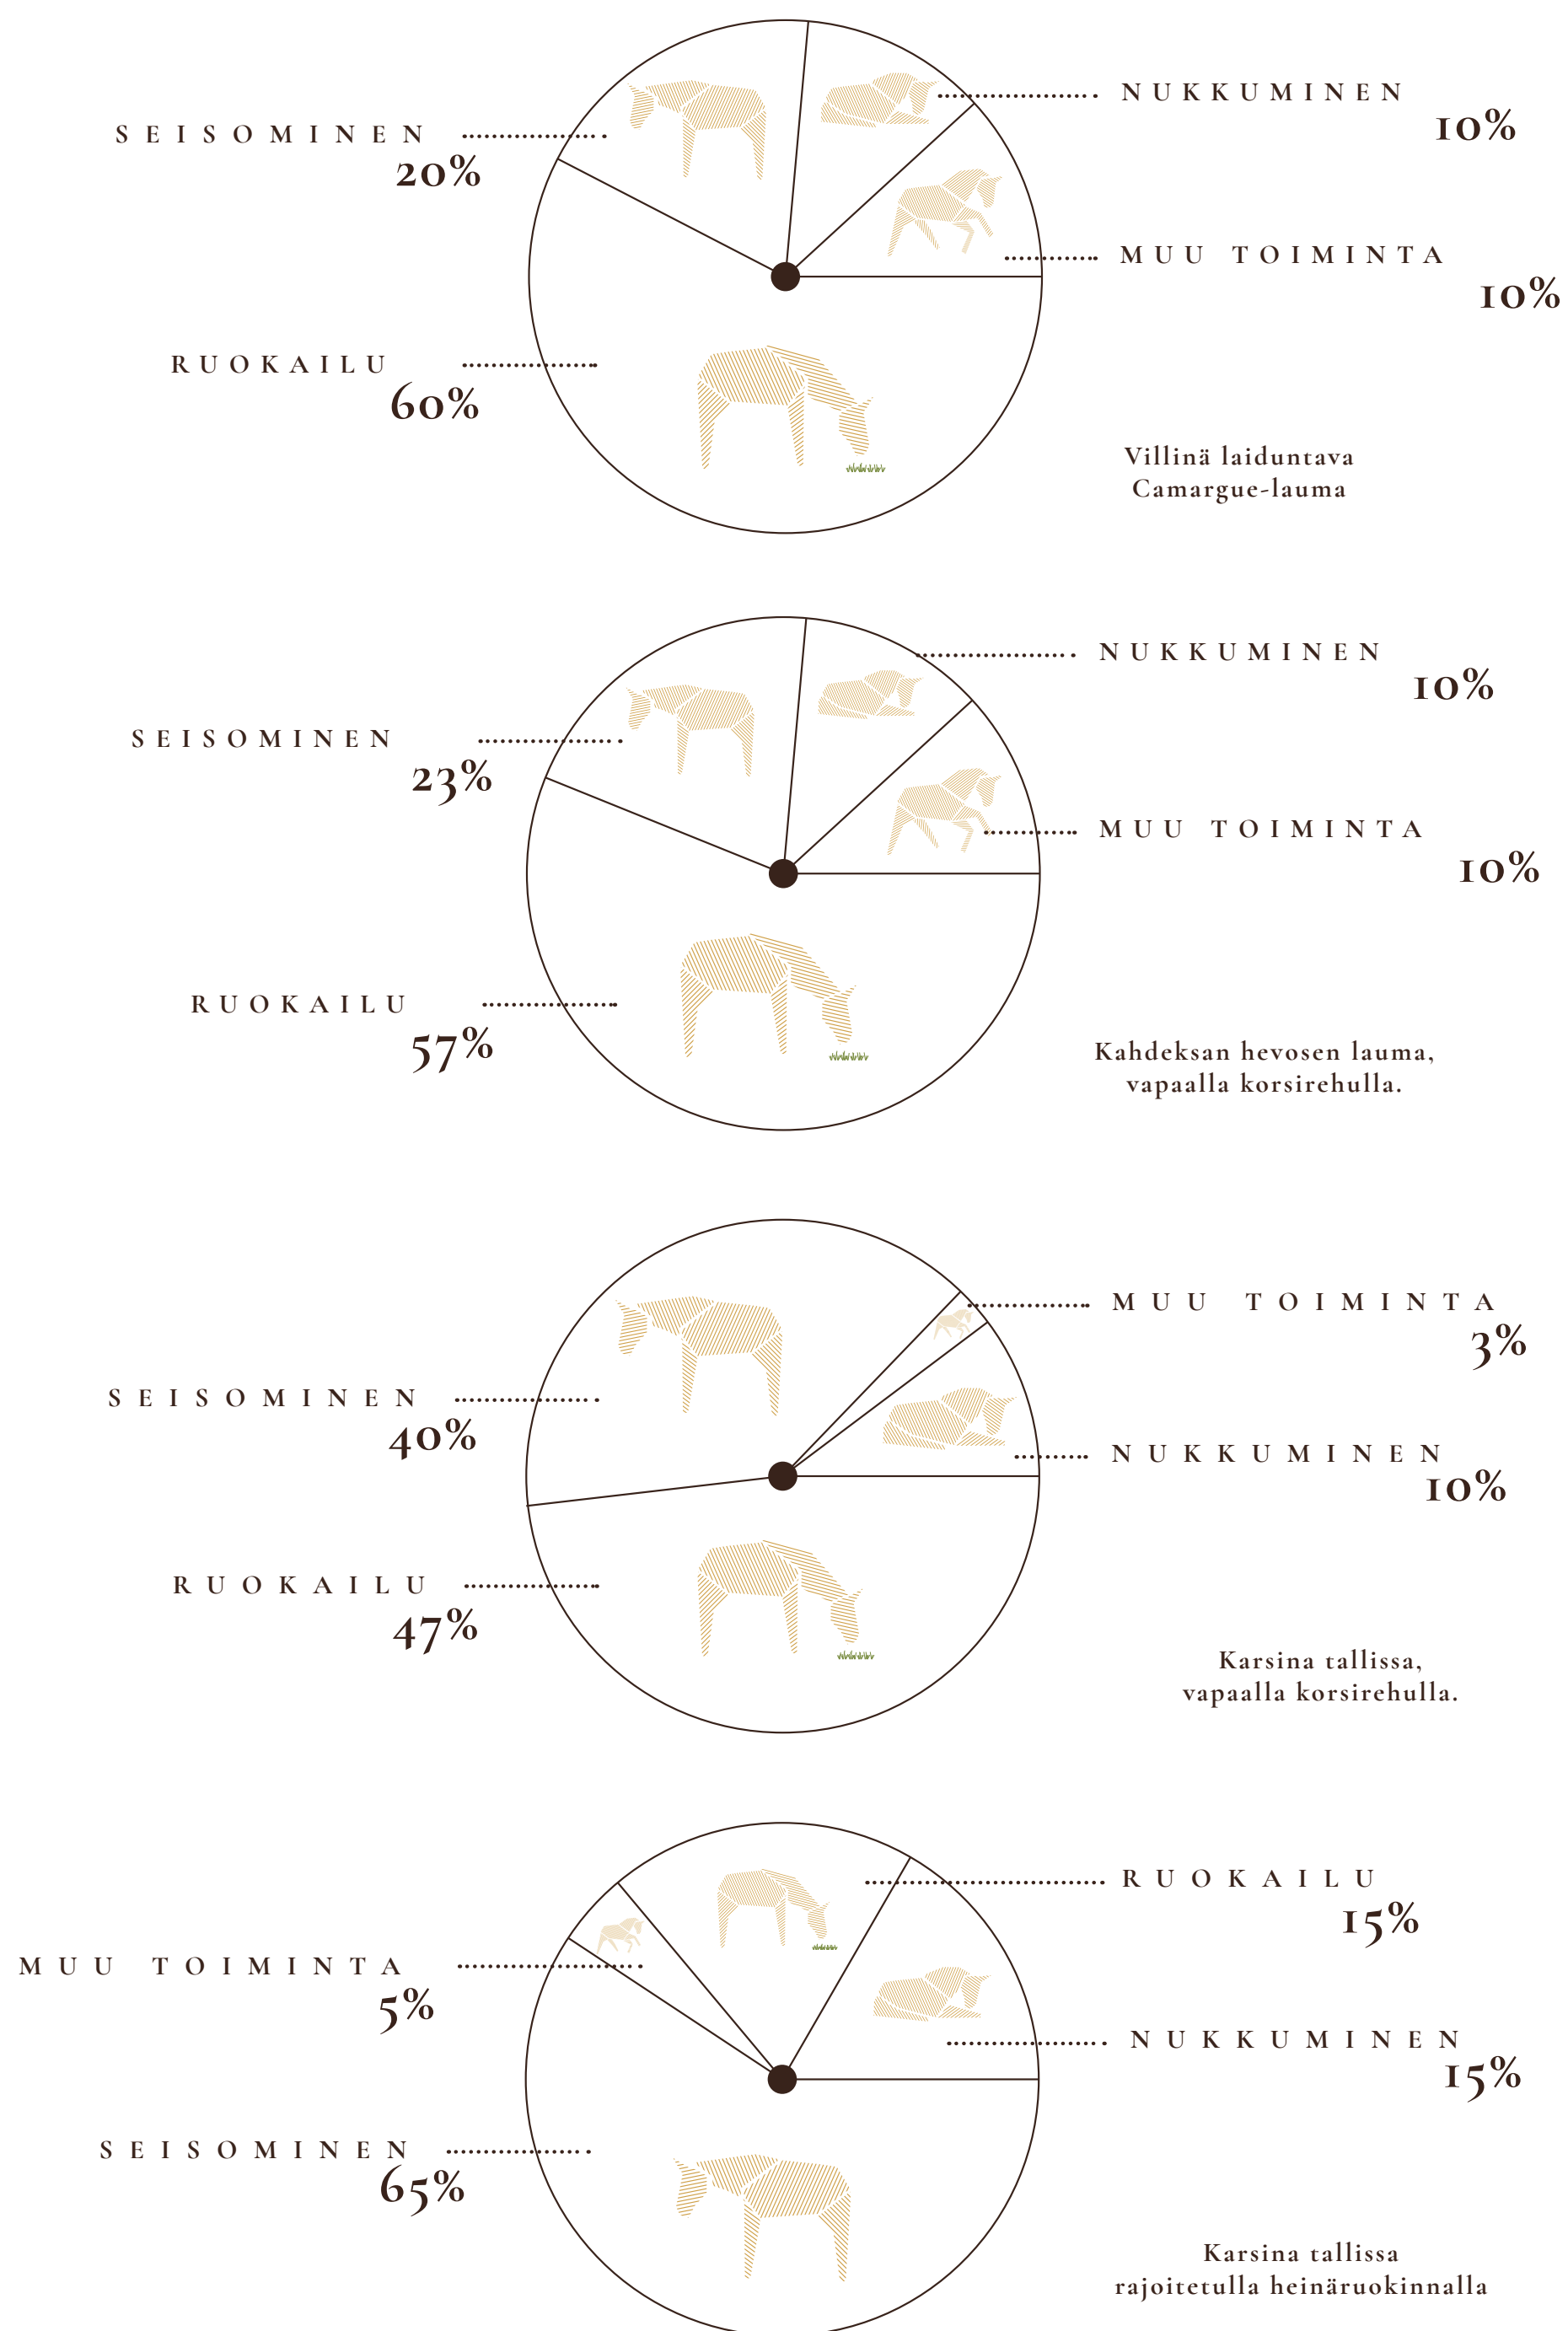 NUKKUMINEN
10%
SEISOMINEN
20%
MUU TOIMINTA
10%
RUOKAILU
60%
Villinä laiduntava
Camargue-lauma
NUKKUMINEN
10%
SEISOMINEN
23%
MUU TOIMINTA
10%
RUOKAILU
57%
Kahdeksan hevosen lauma,
vapaalla korsirehulla.
MUU TOIMINTA
3%
SEISOMINEN
40%
NUKKUMINEN
10%
RUOKAILU
47%
Karsina tallissa,
vapaalla korsirehulla.
RUOKAILU
15%
MUU TOIMINTA
5%
NUKKUMINEN
15%
SEISOMINEN
65%
Karsina tallissa
rajoitetulla heinäruokinnalla